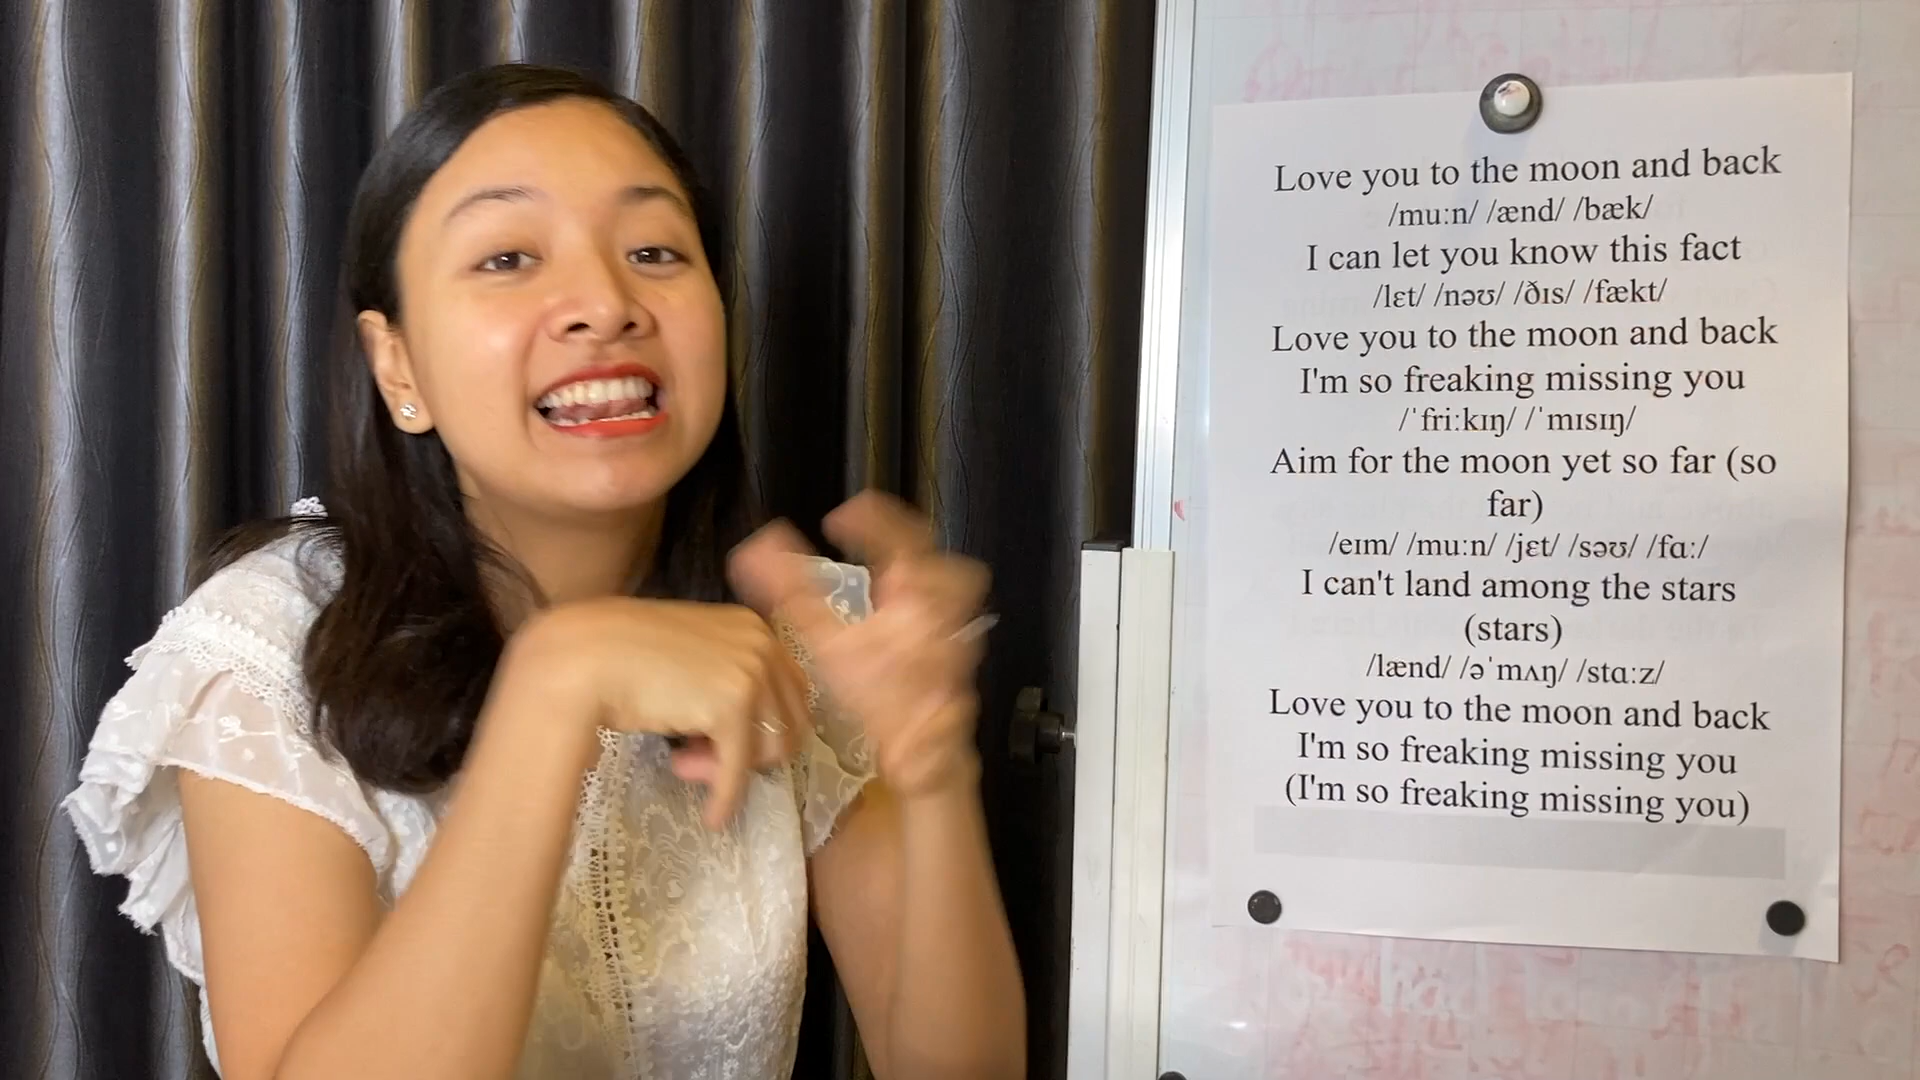 Love you to the moon and back
/muːn/ /ænd/ /bæk/
I can let you know this fact
/lɛt/ /nəʊ/ /ðɪs/ /fækt/
Love you to the moon and back
I'm so freaking missing you
/ˈfriːkɪŋ/ /ˈmɪsɪŋ/
Aim for the moon yet so far (so
far)
/eɪm/ /muːn/ /jɛt/ /səʊ/ /fɑː/
I can't land among the stars
(stars)
/lænd/ /əˈmʌŋ/ /stɑːz/
Love you to the moon and back
I'm so freaking missing you
(I'm so freaking missing you)